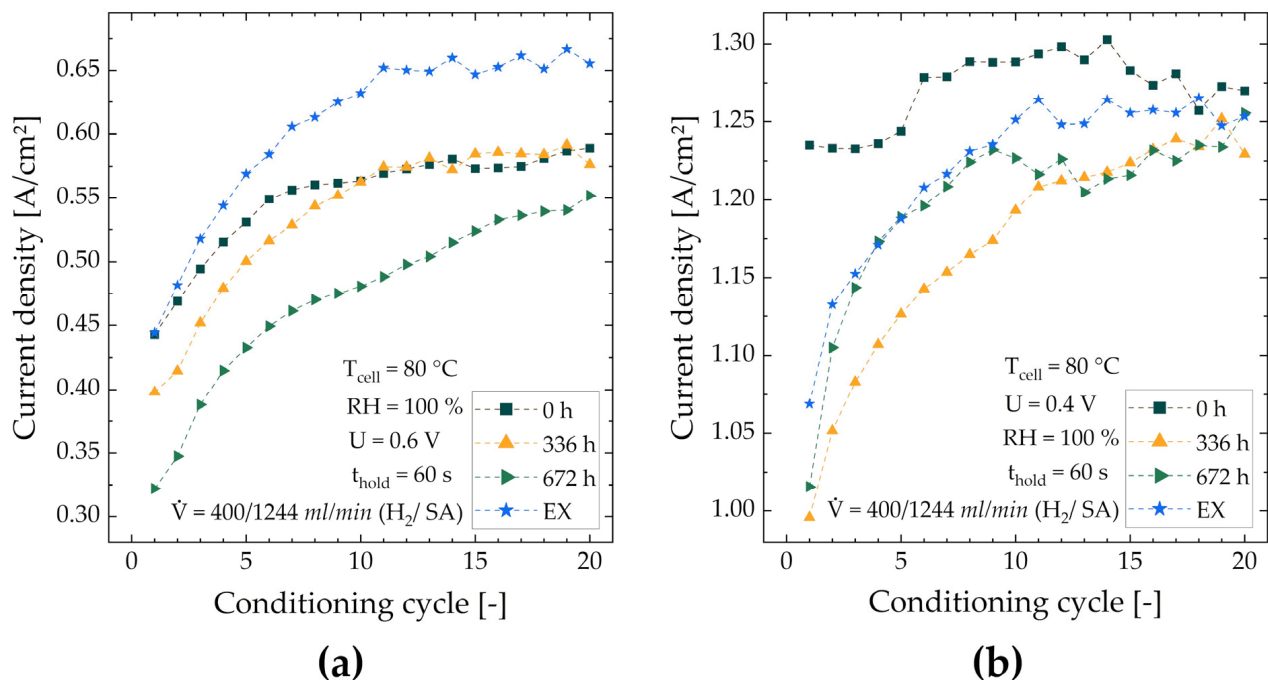 Current density [A/cm²]
0.65
0.60
0.55
0.50
0.45
0.40
0.35
0.30
T_cell = 80 °C
RH = 100 %
U = 0.6 V
t_hold = 60 s
V̇ = 400/1244 ml/min (H₂/ SA)
0 h
336 h
672 h
EX
0 5 10 15 20
Conditioning cycle [-]
(a)
Current density [A/cm²]
1.30
1.25
1.20
1.15
1.10
1.05
1.00
T_cell = 80 °C
U = 0.4 V
RH = 100 %
t_hold = 60 s
V̇ = 400/1244 ml/min (H₂/ SA)
0 h
336 h
672 h
EX
0 5 10 15 20
Conditioning cycle [-]
(b)